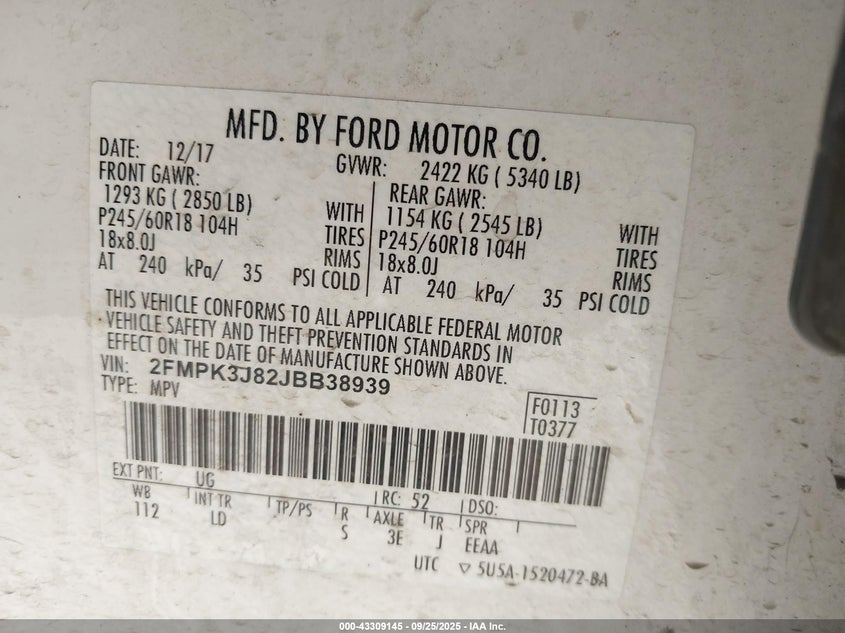 MFD. BY FORD MOTOR CO.
DATE: 12/17 GVWR: 2422 KG ( 5340 LB)
FRONT GAWR: REAR GAWR:
1293 KG ( 2850 LB) WITH 1154 KG ( 2545 LB) WITH
P245/60R18 104H TIRES P245/60R18 104H TIRES
18x8.0J RIMS 18x8.0J RIMS
AT 240 kPa/ 35 PSI COLD AT 240 kPa/ 35 PSI COLD
THIS VEHICLE CONFORMS TO ALL APPLICABLE FEDERAL MOTOR
VEHICLE SAFETY AND THEFT PREVENTION STANDARDS IN
EFFECT ON THE DATE OF MANUFACTURE SHOWN ABOVE.
VIN: 2FMPK3J82JBB38939
TYPE: MPV
F0113
T0377
EXT PNT: UG RC: 52 DSO:
WB INT TR TP/PS R AXLE TR SPR
112 LD S 3E J EEAA
UTC ▽ 5U5A-1520472-BA
000-43309145 - 09/25/2025 - IAA Inc.